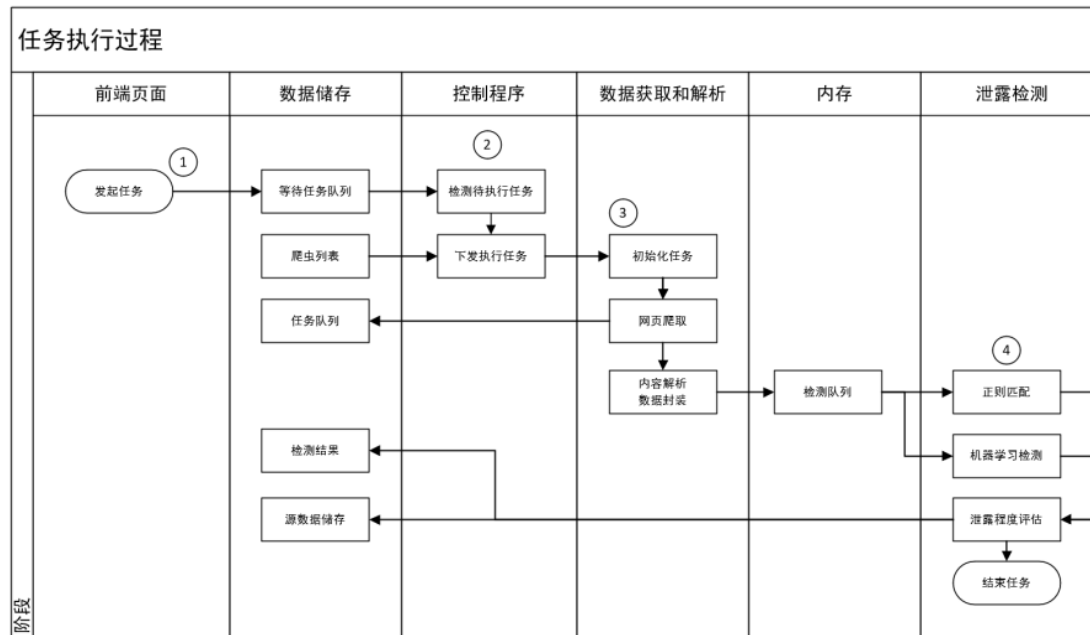 任务执行过程
前端页面
数据储存
控制程序
数据获取和解析
内存
泄露检测
1
2
发起任务
等待任务队列
检测待执行任务
3
爬虫列表
下发执行任务
初始化任务
任务队列
网页爬取
4
内容解析
数据封装
检测队列
正则匹配
检测结果
机器学习检测
源数据储存
泄露程度评估
结束任务
阶段